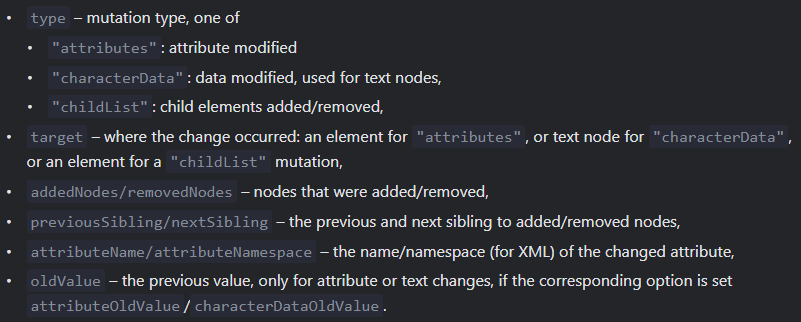 • type – mutation type, one of
• "attributes": attribute modified
• "characterData": data modified, used for text nodes,
• "childList": child elements added/removed,
• target – where the change occurred: an element for "attributes", or text node for "characterData",
or an element for a "childList" mutation,
• addedNodes/removedNodes – nodes that were added/removed,
• previousSibling/nextSibling – the previous and next sibling to added/removed nodes,
• attributeName/attributeNamespace – the name/namespace (for XML) of the changed attribute,
• oldValue – the previous value, only for attribute or text changes, if the corresponding option is set
attributeOldValue/characterDataOldValue.